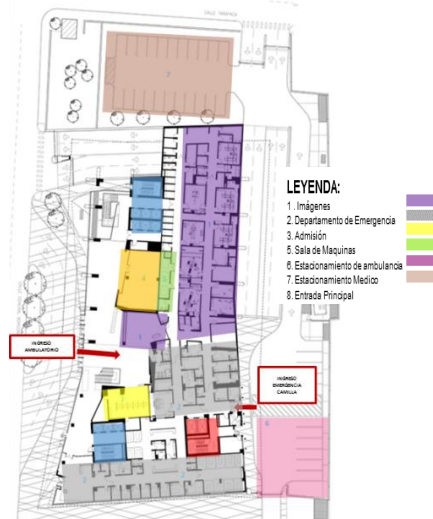 LEYENDA:
1. Imágenes
2. Departamento de Emergencia
3. Admisión
5. Sala de Maquinas
6. Estacionamiento de ambulancia
7. Estacionamiento Medico
8. Entrada Principal
INGRESO
AMBULATORIO
INGRESO
EMERGENCIA
CAMILLA
6